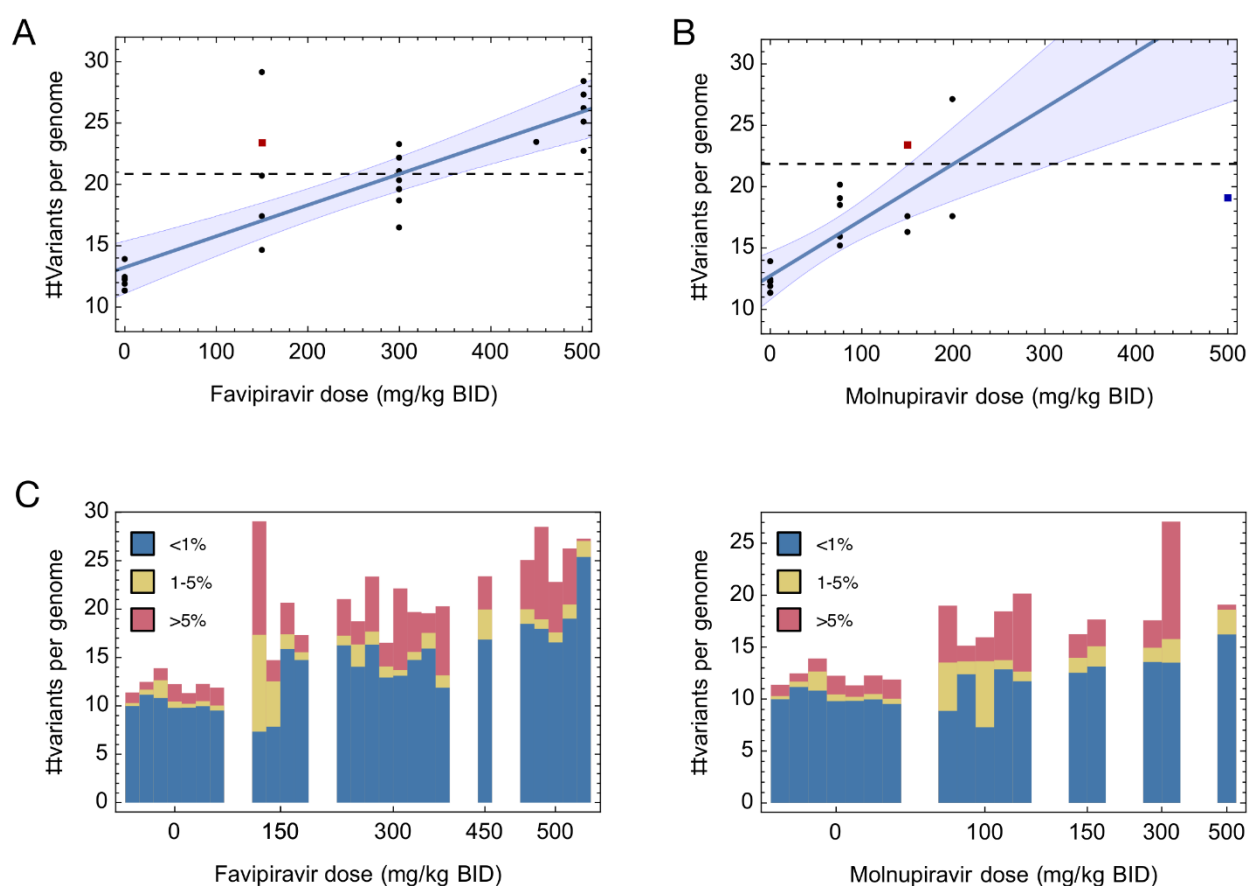 A
#Variants per genome
30
25
20
15
10
0 100 200 300 400 500
Favipiravir dose (mg/kg BID)
B
#Variants per genome
30
25
20
15
10
0 100 200 300 400 500
Molnupiravir dose (mg/kg BID)
C
#variants per genome
30
25
20
15
10
5
0
<1%
1-5%
>5%
0 150 300 450 500
Favipiravir dose (mg/kg BID)
#variants per genome
25
20
15
10
5
0
<1%
1-5%
>5%
0 100 150 300 500
Molnupiravir dose (mg/kg BID)